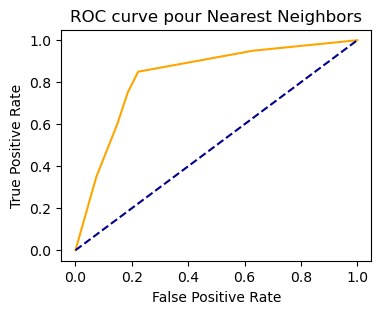 ROC curve pour Nearest Neighbors
1.0
0.8
0.6
0.4
0.2
0.0
True Positive Rate
0.0 0.2 0.4 0.6 0.8 1.0
False Positive Rate